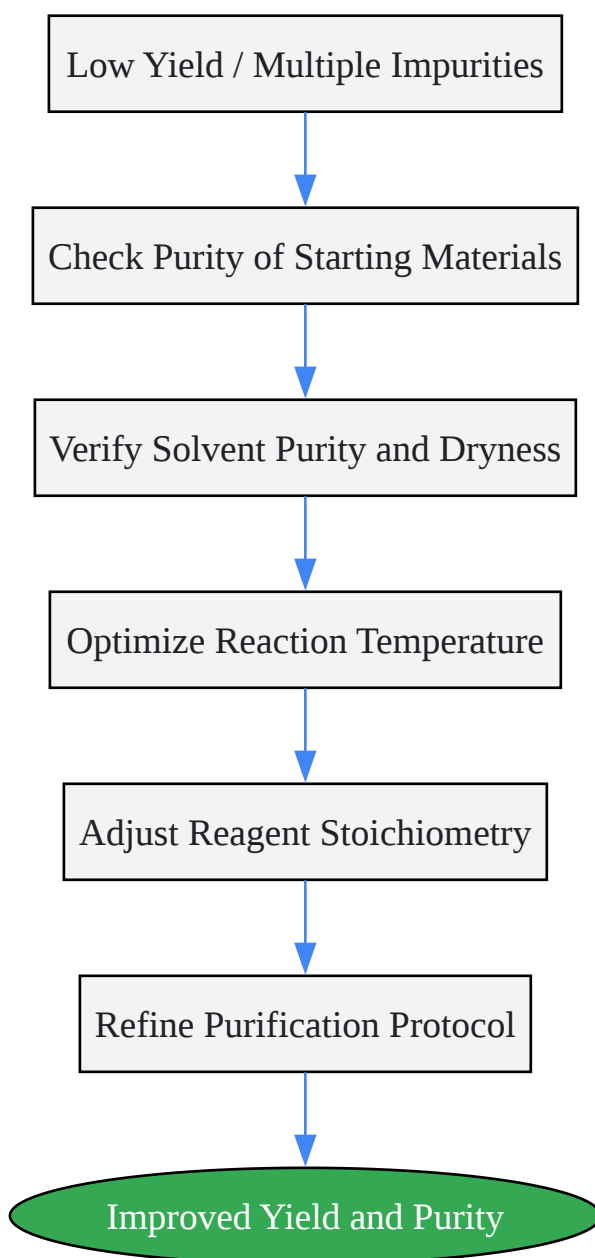 Low Yield / Multiple Impurities
Check Purity of Starting Materials
Verify Solvent Purity and Dryness
Optimize Reaction Temperature
Adjust Reagent Stoichiometry
Refine Purification Protocol
Improved Yield and Purity